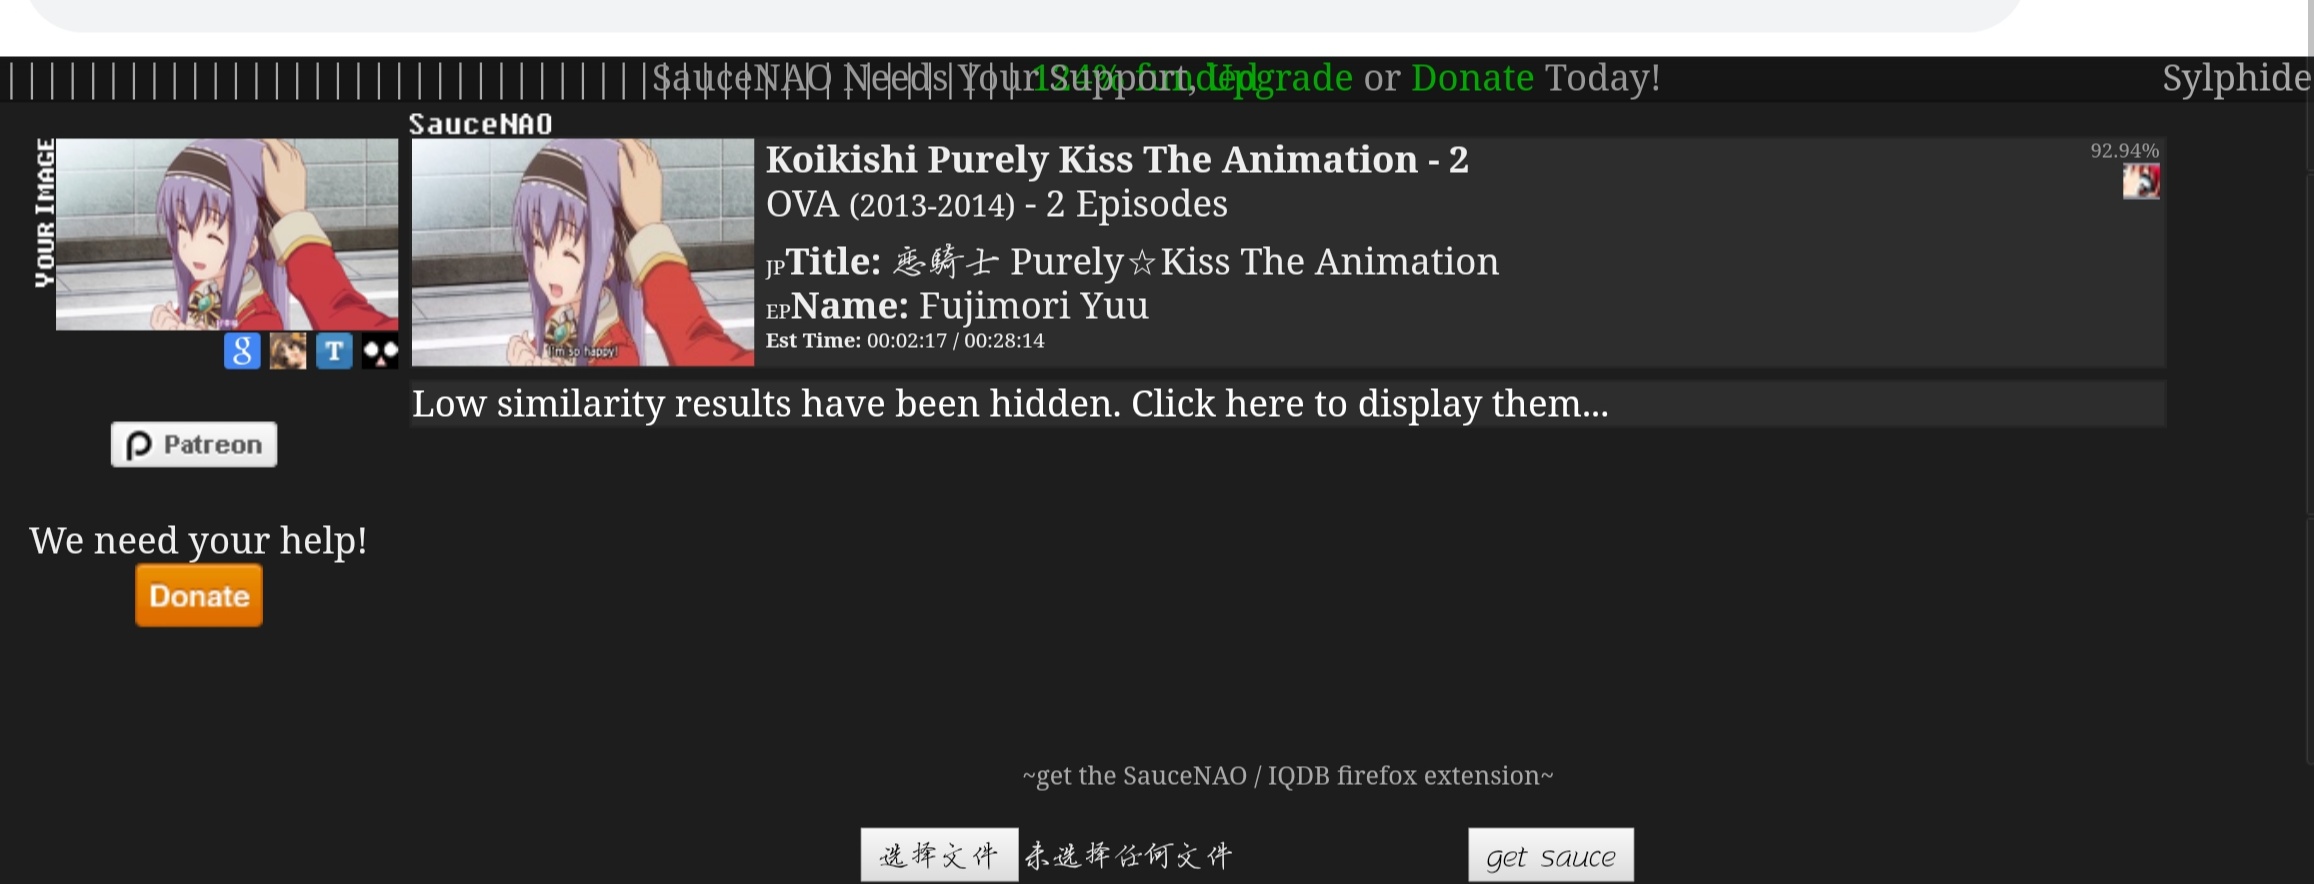 SauceNAO Needs Your Support, Upgrade or Donate Today!
124% funded
Sylphide
SauceNAO
YOUR IMAGE
Koikishi Purely Kiss The Animation - 2
92.94%
OVA (2013-2014) - 2 Episodes
JPTitle: 恋騎士 Purely☆Kiss The Animation
EPName: Fujimori Yuu
Est Time: 00:02:17 / 00:28:14
I'm so happy!
g T
Low similarity results have been hidden. Click here to display them...
Patreon
We need your help!
Donate
~get the SauceNAO / IQDB firefox extension~
选择文件 未选择任何文件 get sauce